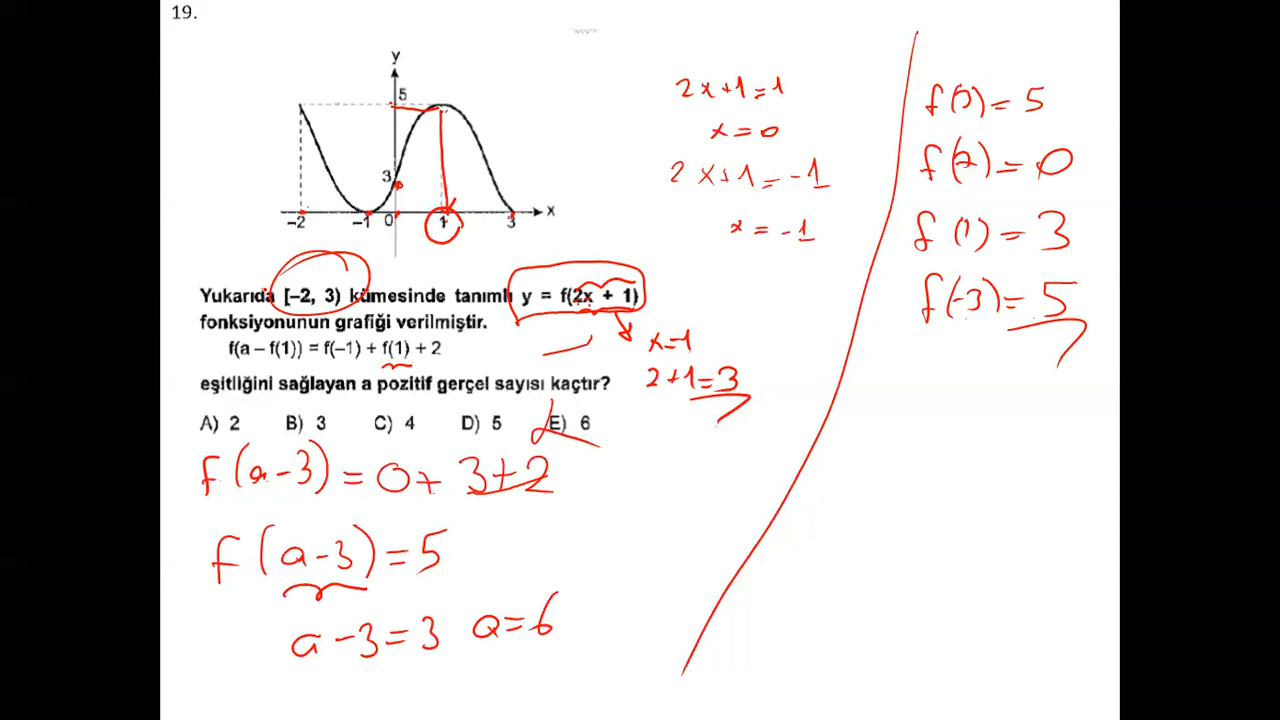 19.
y
5
3
-2 -1 0 1 3 x
Yukarıda [–2, 3) kümesinde tanımlı y = f(2x + 1)
fonksiyonunun grafiği verilmiştir.
f(a – f(1)) = f(–1) + f(1) + 2
eşitliğini sağlayan a pozitif gerçel sayısı kaçtır?
A) 2 B) 3 C) 4 D) 5 E) 6
f(a-3) = 0+ 3+2
f(a-3) = 5
a-3=3 a=6
2x+1=1
x=0
2x+1=-1
x=-1
x=1
2+1=3
f(3)=5
f(2)=0
f(1)=3
f(-3)=5